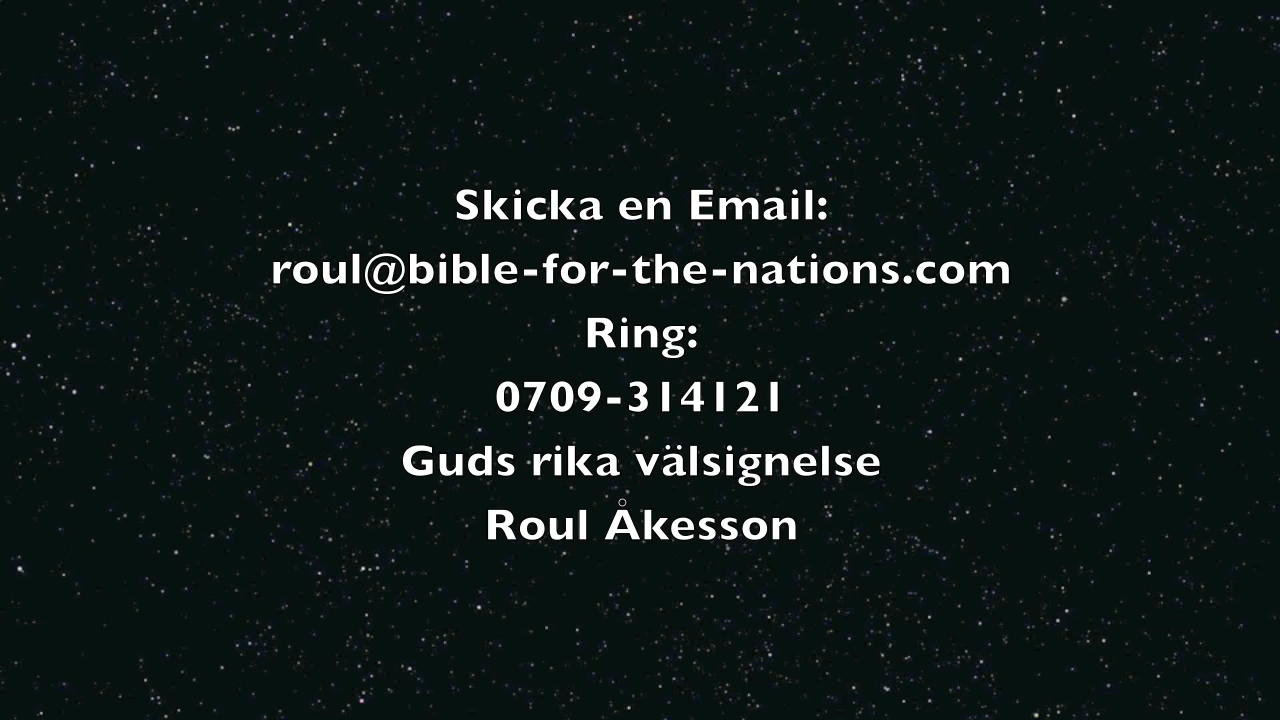 Skicka en Email:
roul@bible-for-the-nations.com
Ring:
0709-314121
Guds rika välsignelse
Roul Åkesson